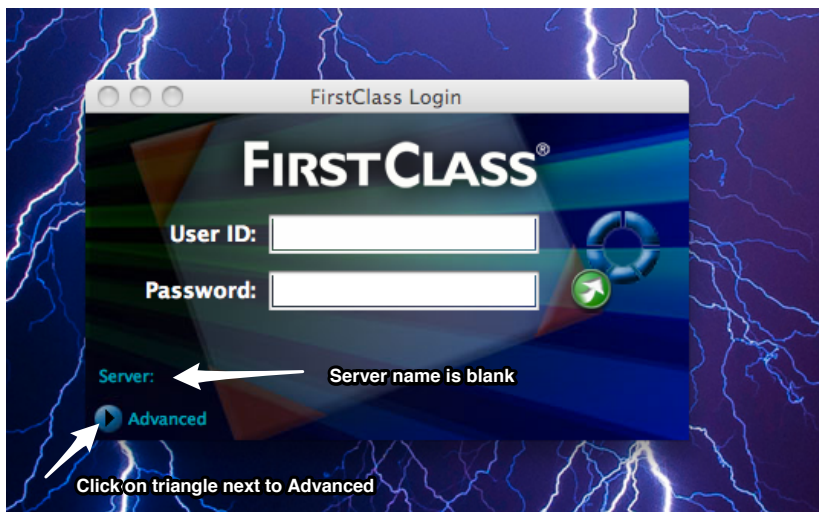 FirstClass Login
FIRSTCLASS®
User ID:
Password:
Server:
Server name is blank
Advanced
Click on triangle next to Advanced